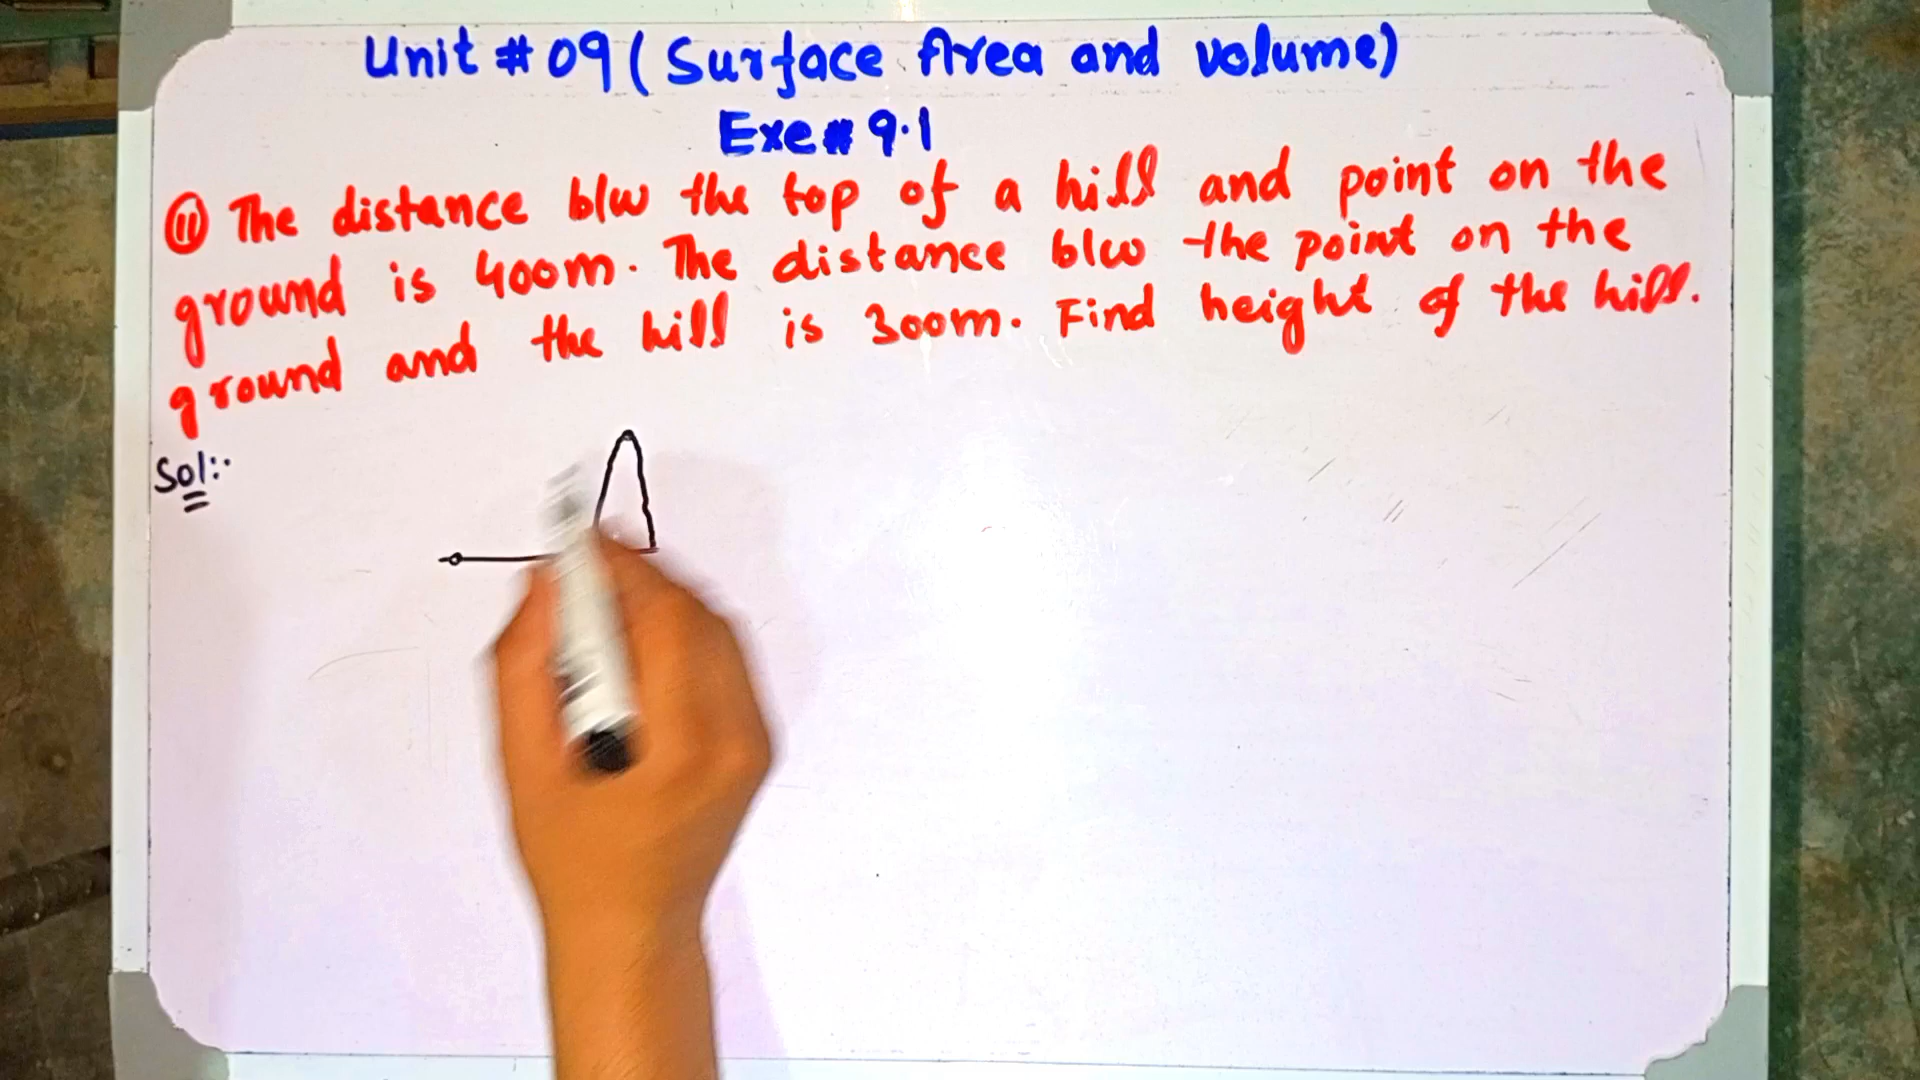 Unit # 09 (Surface Area and volume)
Exe # 9.1
⑪ The distance b/w the top of a hill and point on the
ground is 400m. The distance b/w the point on the
ground and the hill is 300m. Find height of the hill.
Sol:-